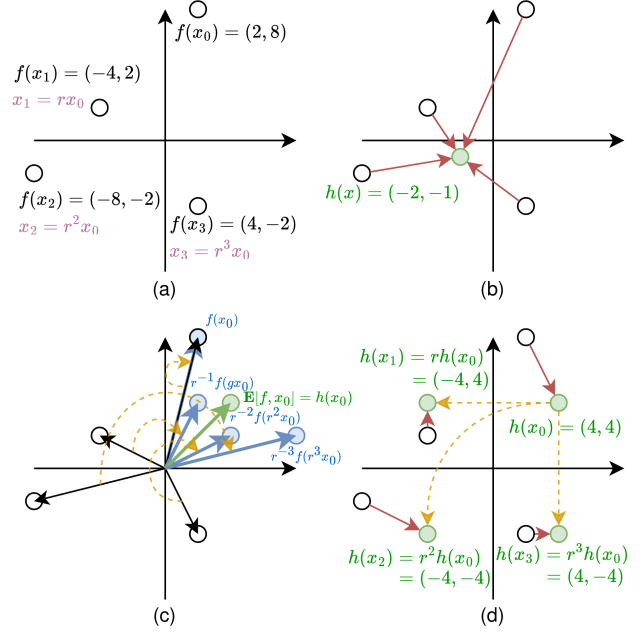 f(x₀) = (2, 8)
f(x₁) = (−4, 2)
x₁ = rx₀
f(x₂) = (−8, −2)
x₂ = r²x₀
f(x₃) = (4, −2)
x₃ = r³x₀
(a)
h(x) = (−2, −1)
(b)
f(x₀)
r⁻¹f(gx₀)
E[f, x₀] = h(x₀)
r⁻²f(r²x₀)
r⁻³f(r³x₀)
(c)
h(x₁) = rh(x₀)
= (−4, 4)
h(x₀) = (4, 4)
h(x₂) = r²h(x₀)
= (−4, −4)
h(x₃) = r³h(x₀)
= (4, −4)
(d)